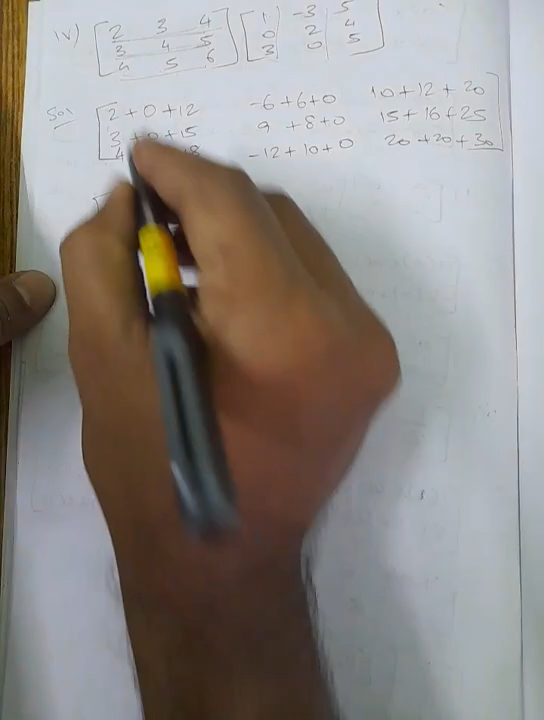 iv) [2 3 4 [1 -3 5
3 4 5 0 2 4
4 5 6] 3 0 5]
Sol [2+0+12 -6+6+0 10+12+20
3+0+15 9 +8+0 15+16+25
4 18 -12+10+0 20+20+30]